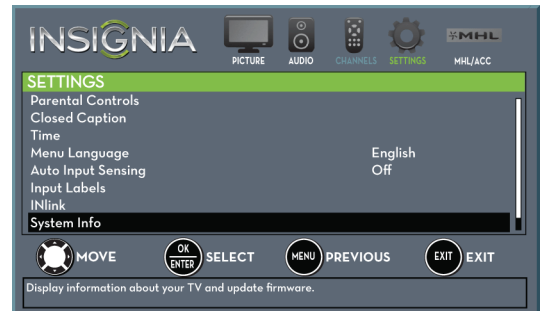 INSIGNIA
PICTURE AUDIO CHANNELS SETTINGS MHL MHL/ACC
SETTINGS
Parental Controls
Closed Caption
Time
Menu Language English
Auto Input Sensing Off
Input Labels
INlink
System Info
MOVE OK ENTER SELECT MENU PREVIOUS EXIT EXIT
Display information about your TV and update firmware.